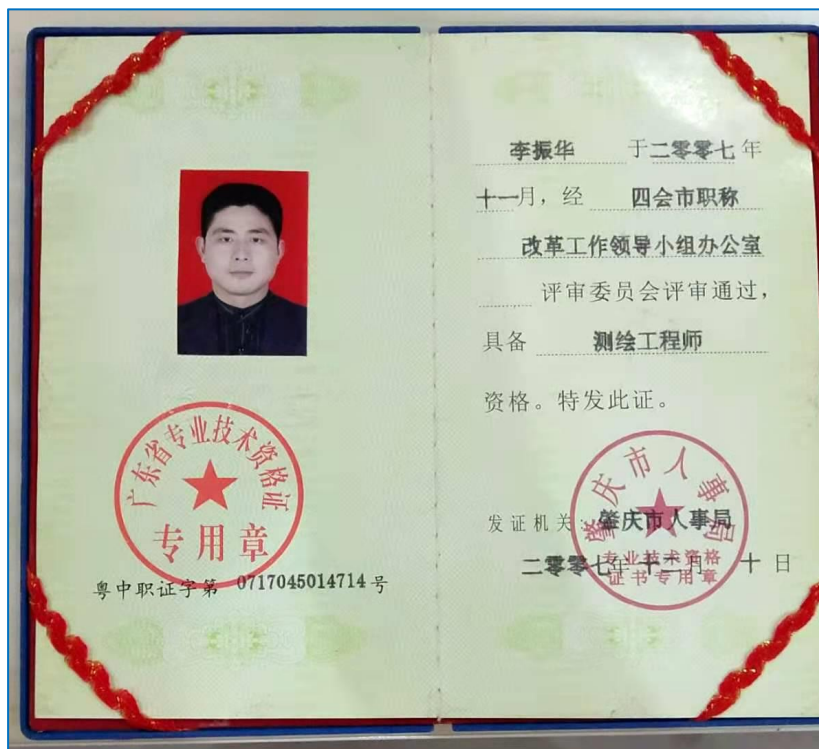 广东省专业技术资格证
专用章
粤中职证字第 0717045014714 号
李振华 于二零零七年
十一月，经 四会市职称
改革工作领导小组办公室
评审委员会评审通过，
具备 测绘工程师
资格。特发此证。
发证机关：肇庆市人事局
二零零七年十二月 十 日
肇庆市人事局
专业技术资格
证书专用章